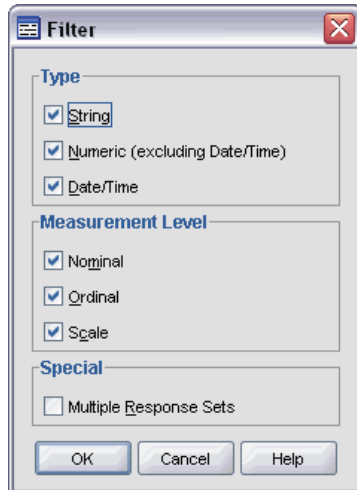 Filter
Type
String
Numeric (excluding Date/Time)
Date/Time
Measurement Level
Nominal
Ordinal
Scale
Special
Multiple Response Sets
OK Cancel Help